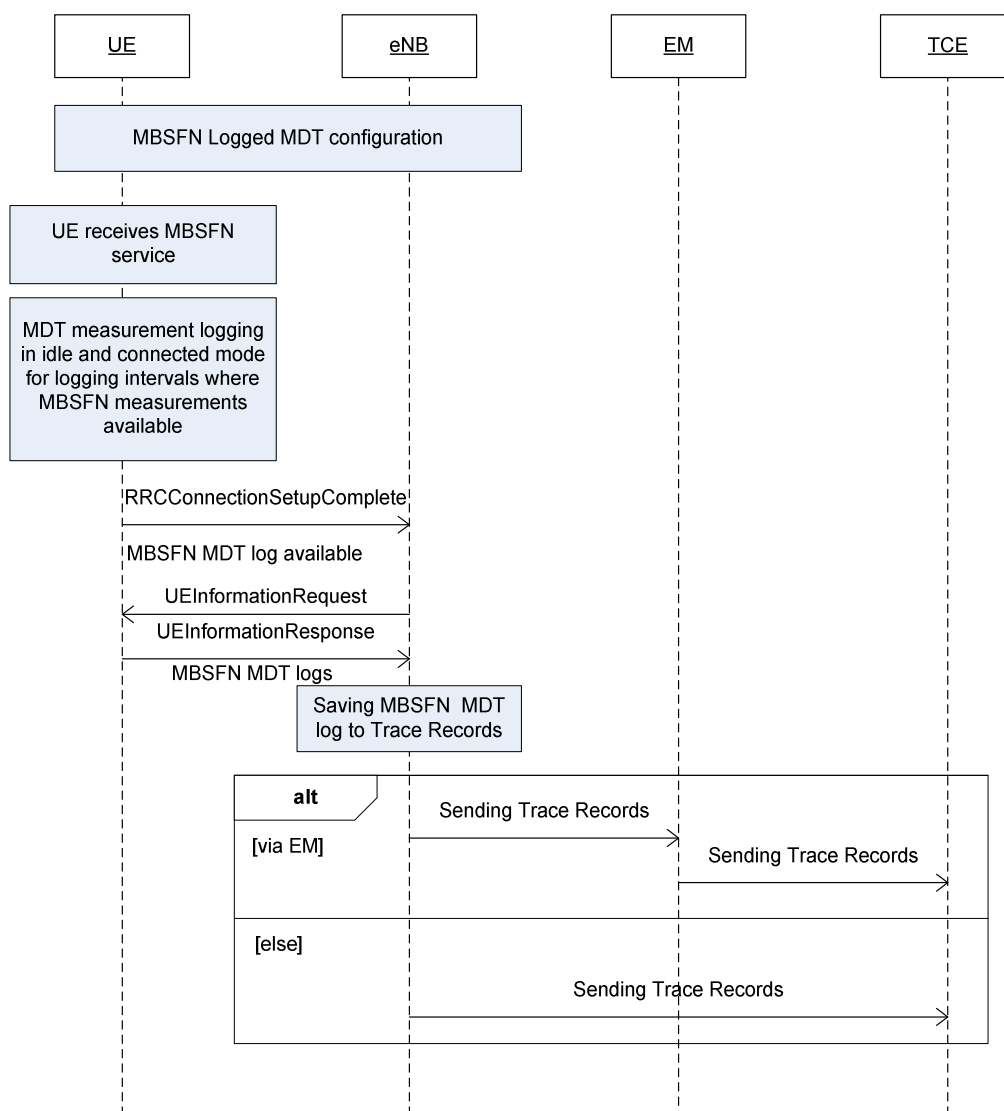 UE
eNB
EM
TCE
MBSFN Logged MDT configuration
UE receives MBSFN
service
MDT measurement logging
in idle and connected mode
for logging intervals where
MBSFN measurements
available
RRCConnectionSetupComplete
MBSFN MDT log available
UEInformationRequest
UEInformationResponse
MBSFN MDT logs
Saving MBSFN MDT
log to Trace Records
alt
Sending Trace Records
[via EM]
Sending Trace Records
[else]
Sending Trace Records